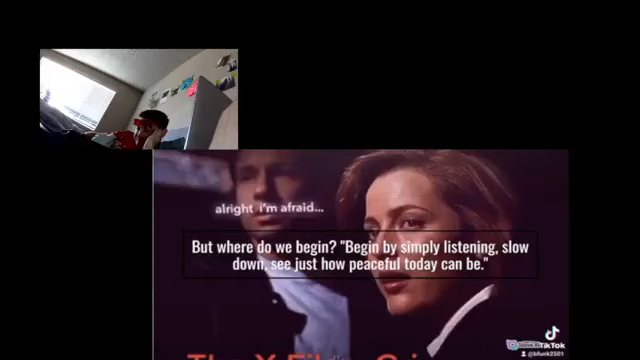 alright i'm afraid...
But where do we begin? "Begin by simply listening, slow
down, see just how peaceful today can be."
TikTok
@bfunk2501